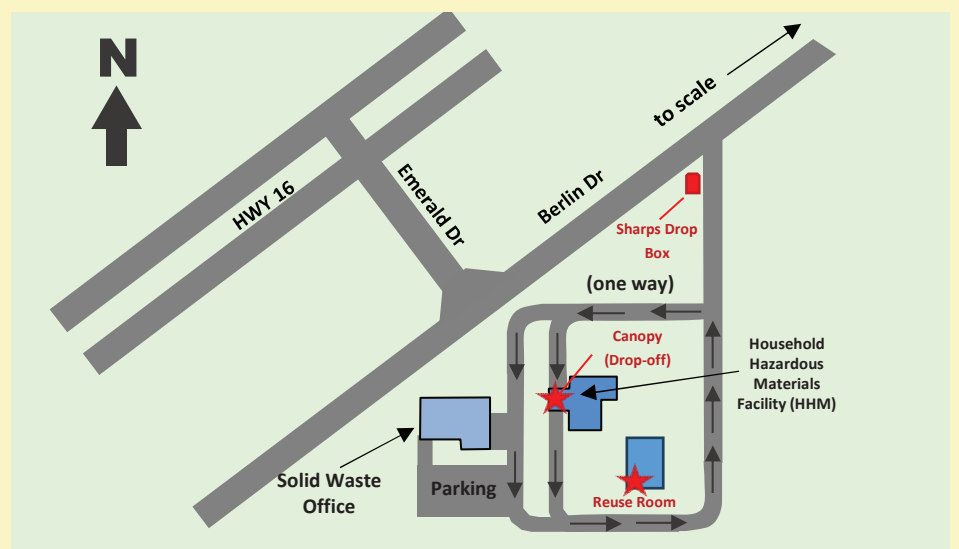 N
to scale
HWY 16
Emerald Dr
Berlin Dr
Sharps Drop
Box
(one way)
Canopy
(Drop-off)
Household
Hazardous
Materials
Facility (HHM)
Solid Waste
Office
Parking
Reuse Room